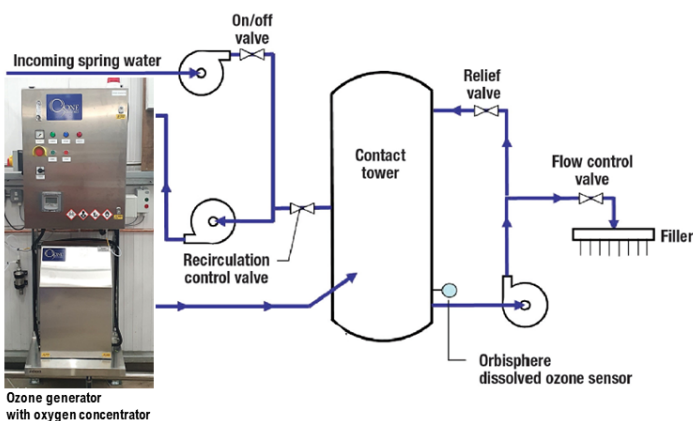 On/off
valve
Incoming spring water
Relief
valve
OZONE
Contact
tower
Flow control
valve
Filler
Recirculation
control valve
Orbisphere
dissolved ozone sensor
Ozone generator
with oxygen concentrator